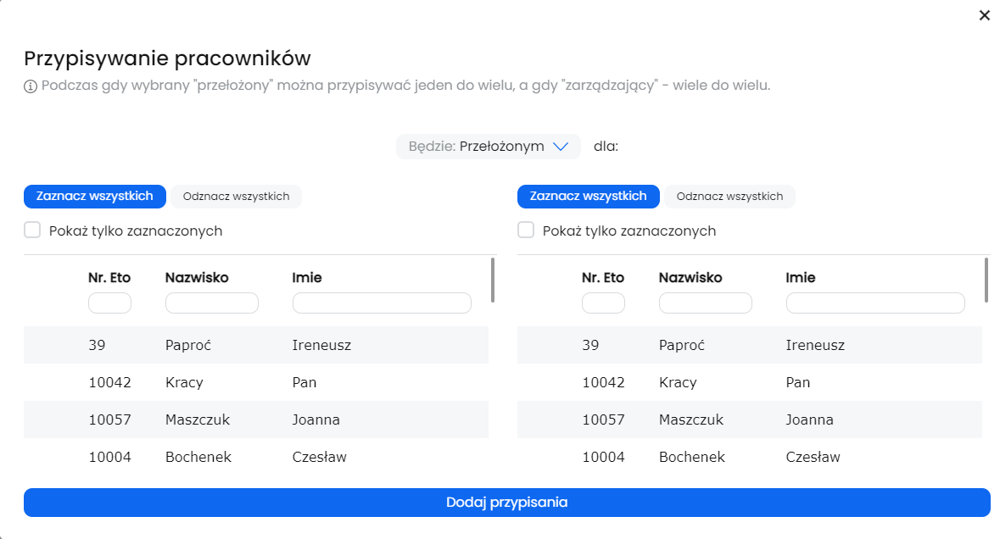 Przypisywanie pracowników
Podczas gdy wybrany "przełożony" można przypisywać jeden do wielu, a gdy "zarządzający" - wiele do wielu.
Będzie: Przełożonym dla:
Zaznacz wszystkich Odznacz wszystkich Zaznacz wszystkich Odznacz wszystkich
Pokaż tylko zaznaczonych Pokaż tylko zaznaczonych
Nr. Eto Nazwisko Imie Nr. Eto Nazwisko Imie
39 Paproć Ireneusz 39 Paproć Ireneusz
10042 Kracy Pan 10042 Kracy Pan
10057 Maszczuk Joanna 10057 Maszczuk Joanna
10004 Bochenek Czesław 10004 Bochenek Czesław
Dodaj przypisania